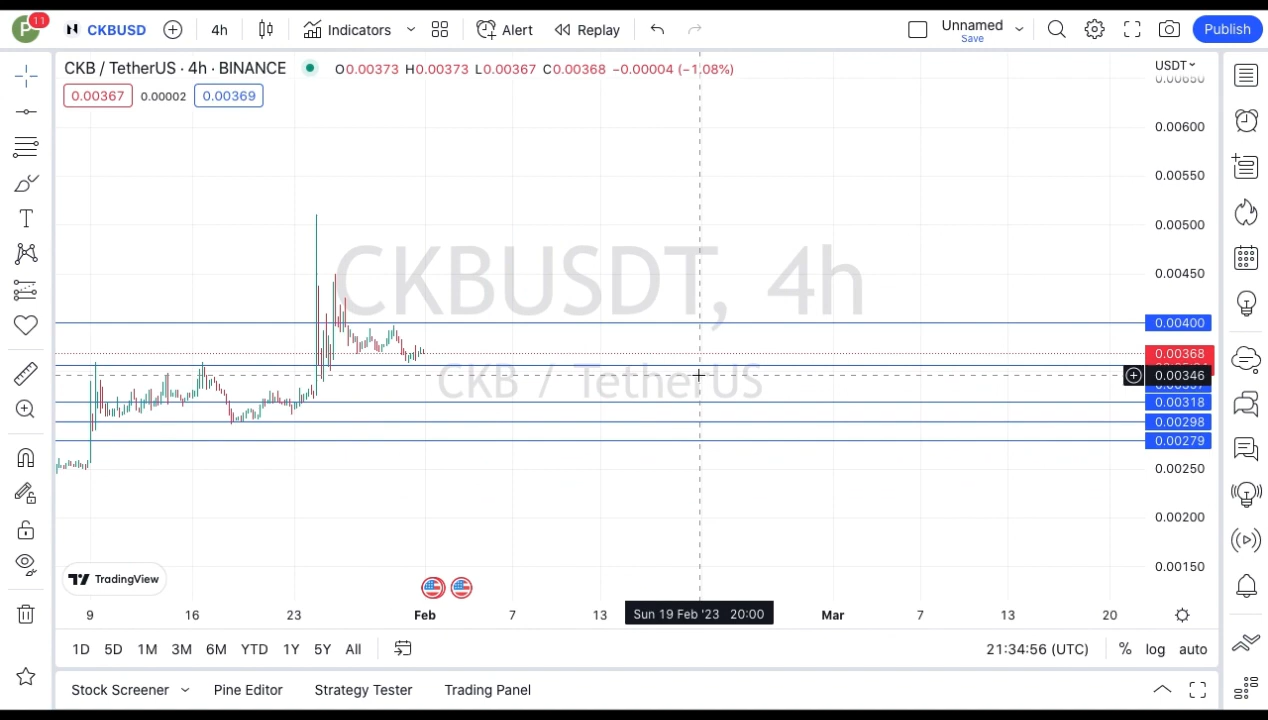 P 11 CKBUSD 4h Indicators Alert Replay Unnamed Save Publish
CKB / TetherUS · 4h · BINANCE O0.00373 H0.00373 L0.00367 C0.00368 −0.00004 (−1.08%)
USDT
0.00650
0.00367 0.00002 0.00369
0.00600
0.00550
0.00500
CKBUSDT, 4h
0.00450
0.00400
0.00368
CKB / TetherUS
0.00346
0.00318
0.00298
0.00279
0.00250
0.00200
0.00150
TradingView
9 16 23 Feb 7 13 Sun 19 Feb '23 20:00 Mar 7 13 20
1D 5D 1M 3M 6M YTD 1Y 5Y All 21:34:56 (UTC) % log auto
Stock Screener Pine Editor Strategy Tester Trading Panel